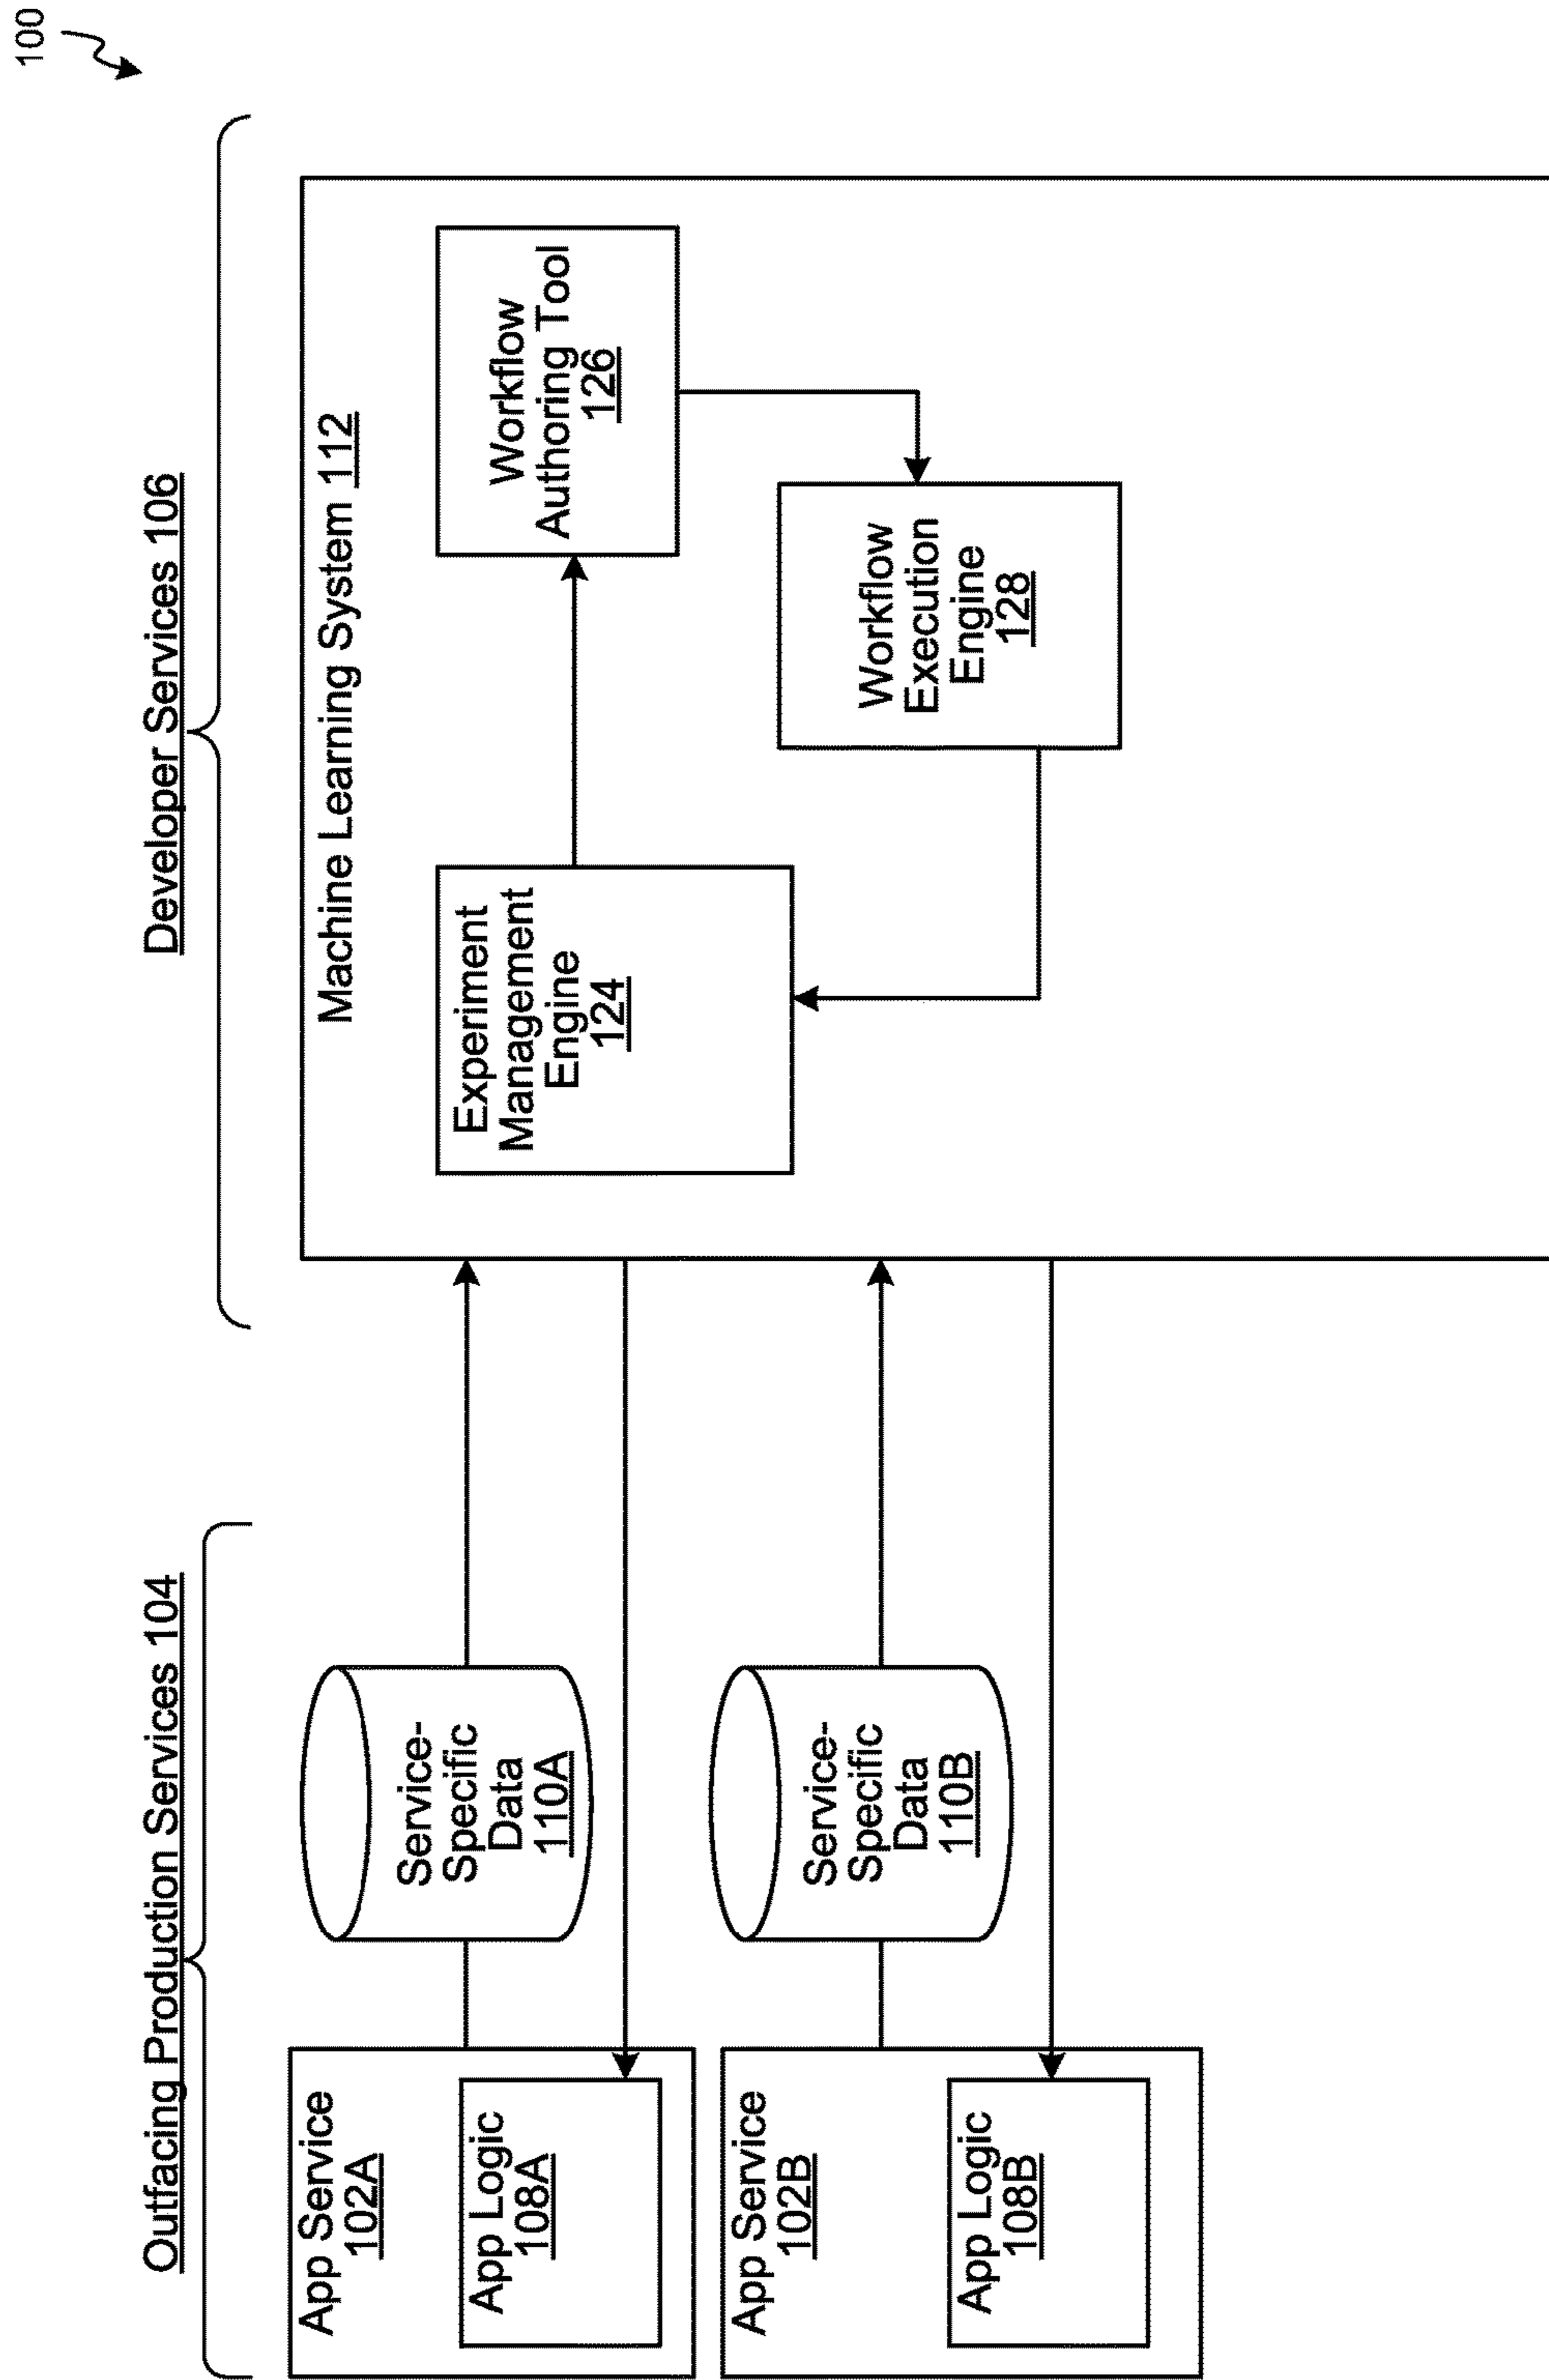 100
Outfacing Production Services 104
Developer Services 106
App Service
102A
App Logic
108A
Service-
Specific
Data
110A
App Service
102B
App Logic
108B
Service-
Specific
Data
110B
Machine Learning System 112
Experiment
Management
Engine
124
Workflow
Authoring Tool
126
Workflow
Execution
Engine
128